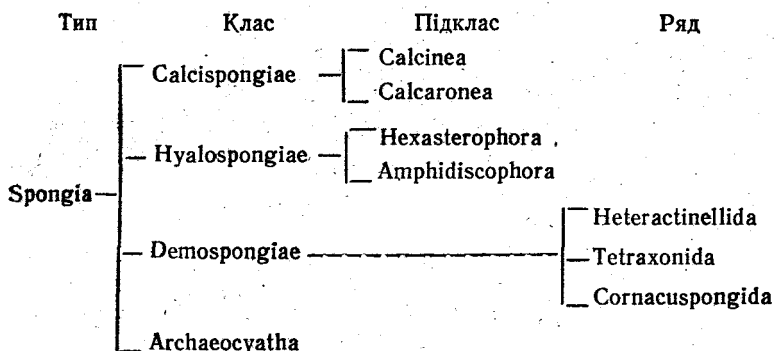 Тип Клас Підклас Ряд
Calcinea
Calcispongiae
Calcaronea
Hexasterophora
Hyalospongiae
Amphidiscophora
Spongia
Heteractinellida
Demospongiae Tetraxonida
Cornacuspongida
Archaeocyatha